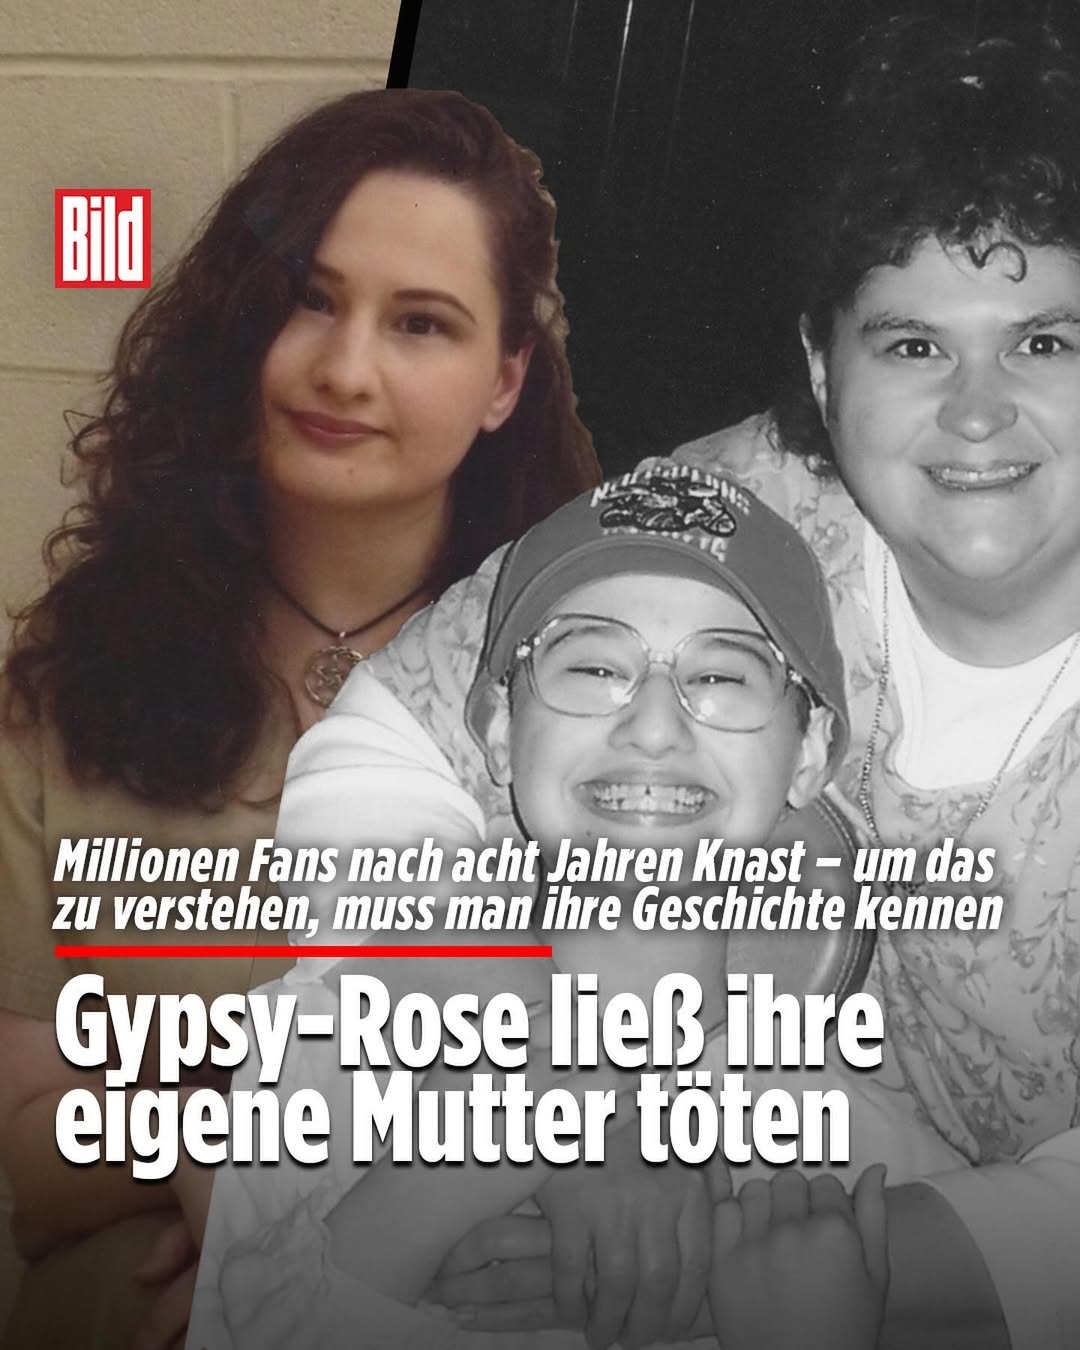 Bild
Millionen Fans nach acht Jahren Knast – um das
zu verstehen, muss man ihre Geschichte kennen
Gypsy-Rose ließ ihre
eigene Mutter töten